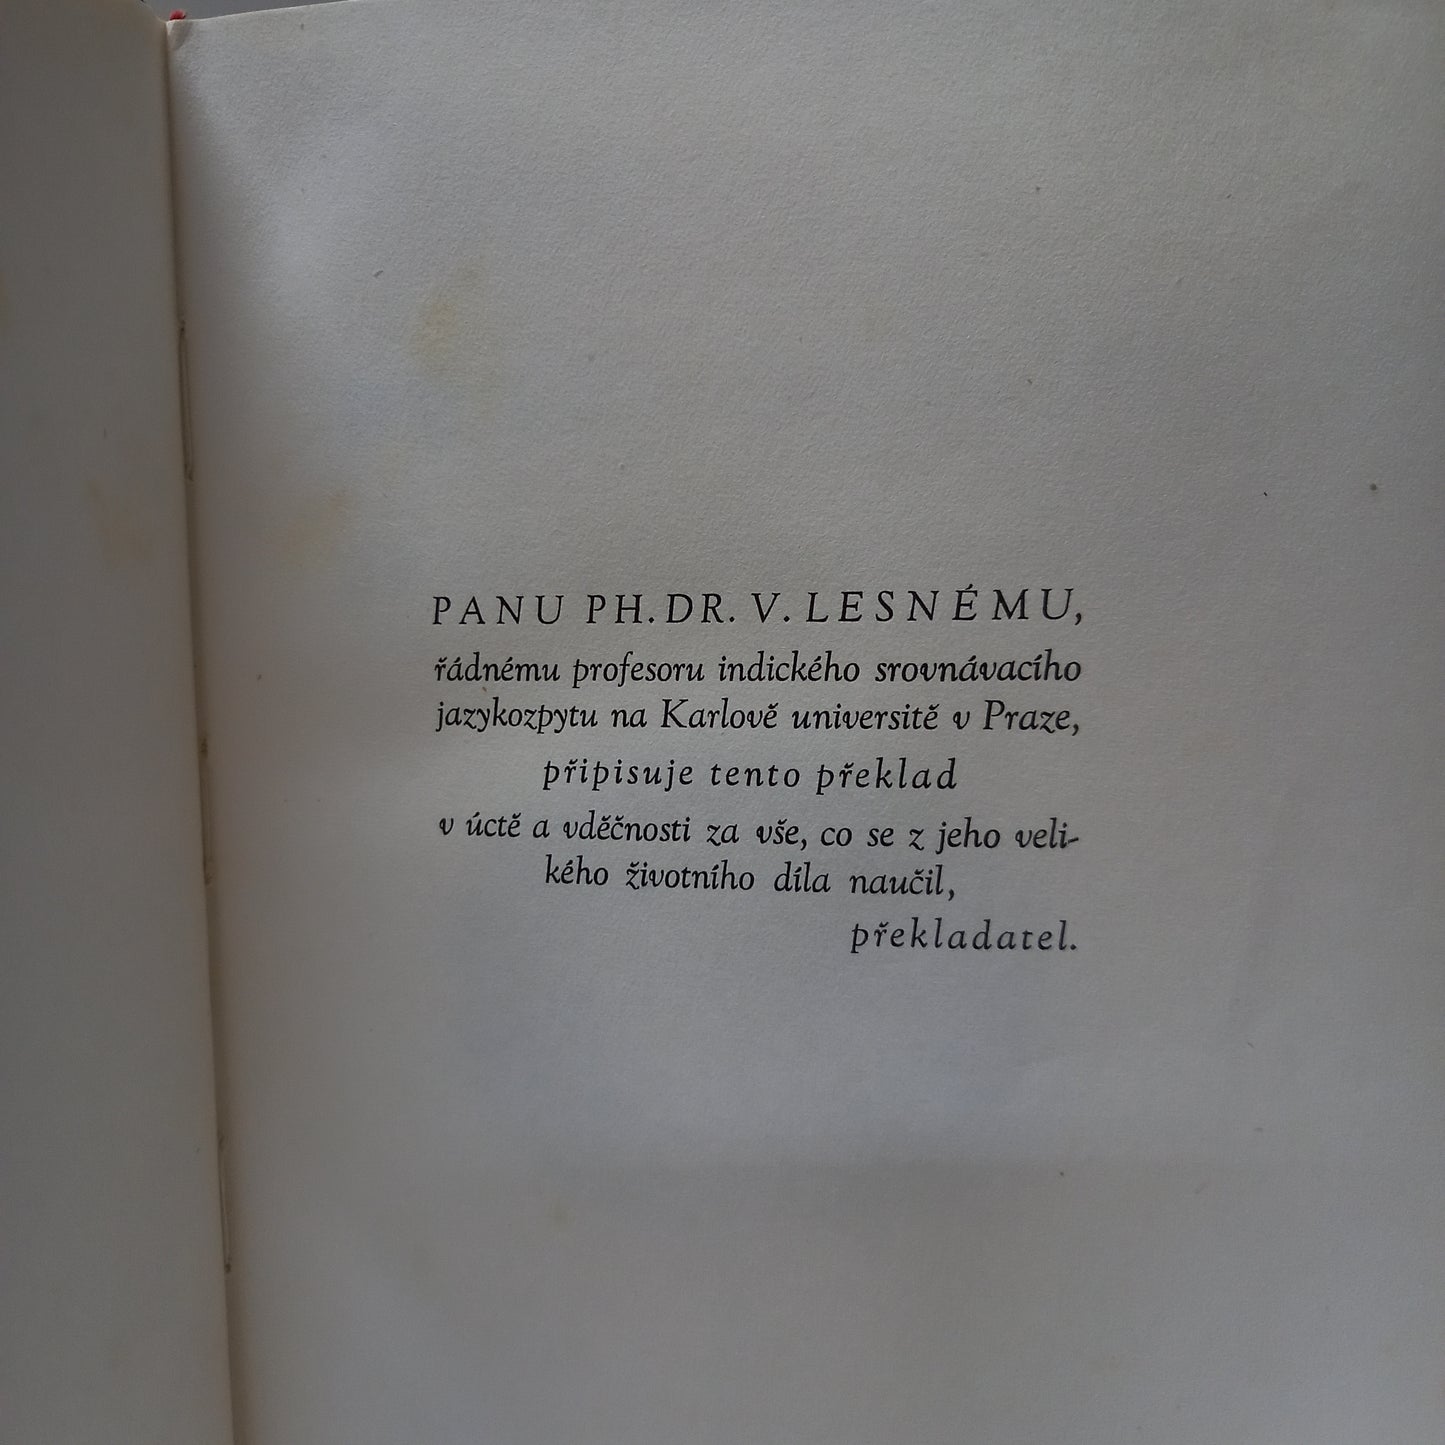 PANU PH. DR. V. LESNÉMU,
řádnému profesoru indického srovnávacího
jazykozpytu na Karlově universitě v Praze,
připisuje tento překlad
v úctě a vděčnosti za vše, co se z jeho veli-
kého životního díla naučil,
překladatel.